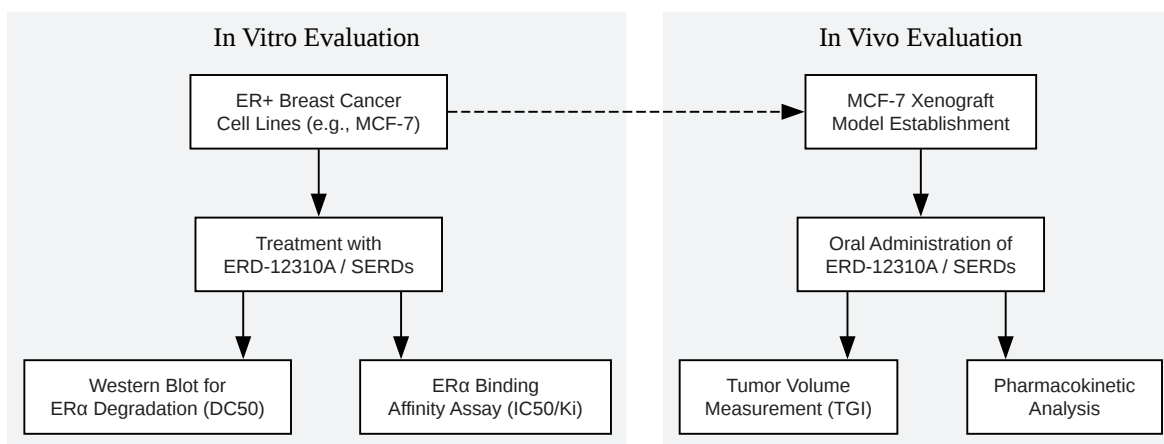 In Vitro Evaluation
ER+ Breast Cancer
Cell Lines (e.g., MCF-7)
Treatment with
ERD-12310A / SERDs
Western Blot for
ERα Degradation (DC50)
ERα Binding
Affinity Assay (IC50/Ki)
In Vivo Evaluation
MCF-7 Xenograft
Model Establishment
Oral Administration of
ERD-12310A / SERDs
Tumor Volume
Measurement (TGI)
Pharmacokinetic
Analysis